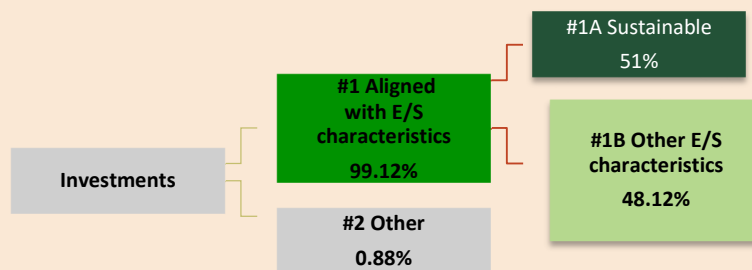 Investments
#1 Aligned
with E/S
characteristics
99.12%
#2 Other
0.88%
#1A Sustainable
51%
#1B Other E/S
characteristics
48.12%